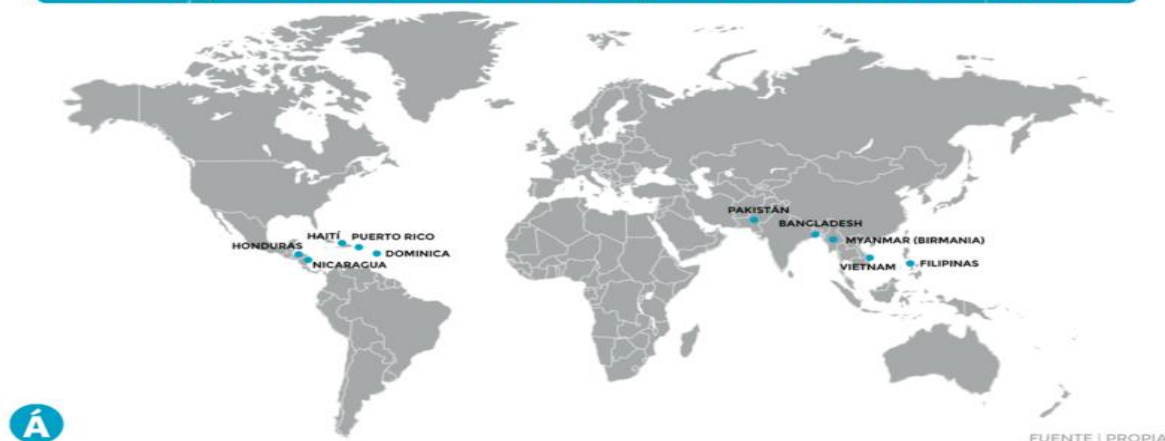 PAKISTÁN
BANGLADESH
HAITÍ
PUERTO RICO
HONDURAS
MYANMAR (BIRMANIA)
DOMINICA
NICARAGUA
VIETNAM
FILIPINAS
Á
FUENTE | PROPIA